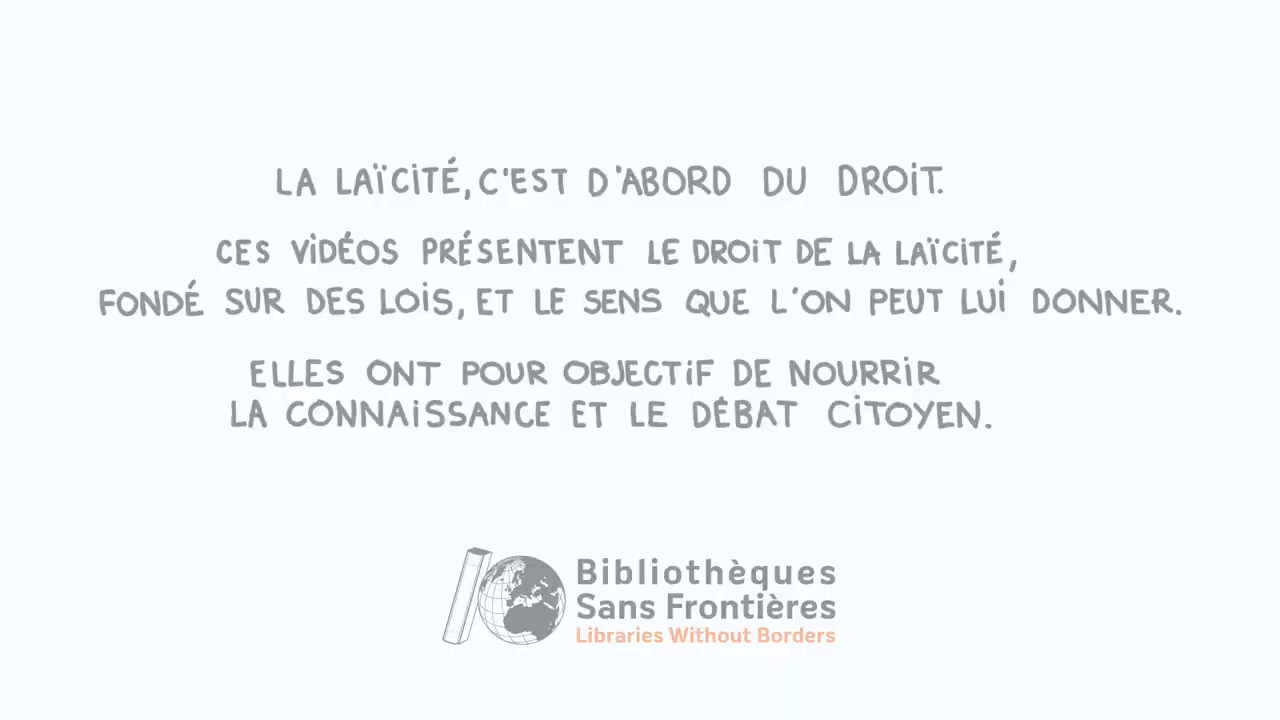 LA LAÏCITÉ, C'EST D'ABORD DU DROIT.
CES VIDÉOS PRÉSENTENT LE DROIT DE LA LAÏCITÉ,
FONDÉ SUR DES LOIS, ET LE SENS QUE L'ON PEUT LUI DONNER.
ELLES ONT POUR OBJECTIF DE NOURRIR
LA CONNAISSANCE ET LE DÉBAT CITOYEN.
Bibliothèques
Sans Frontières
Libraries Without Borders